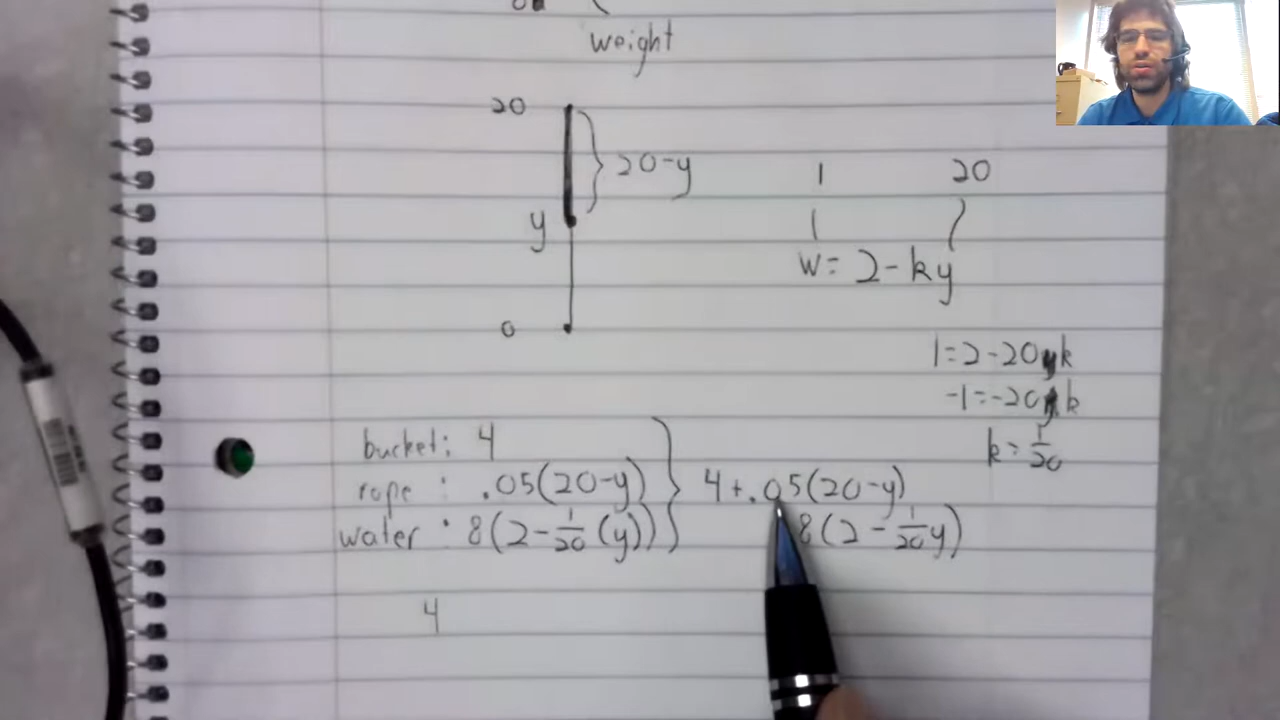 weight
20
20-y
1 20
y
w= 2-ky
0
1=2-20k
-1=-20k
k=1/20
bucket: 4
rope : .05(20-y) 4+.05(20-y)
water : 8(2-1/20(y)) 8(2-1/20y)
4